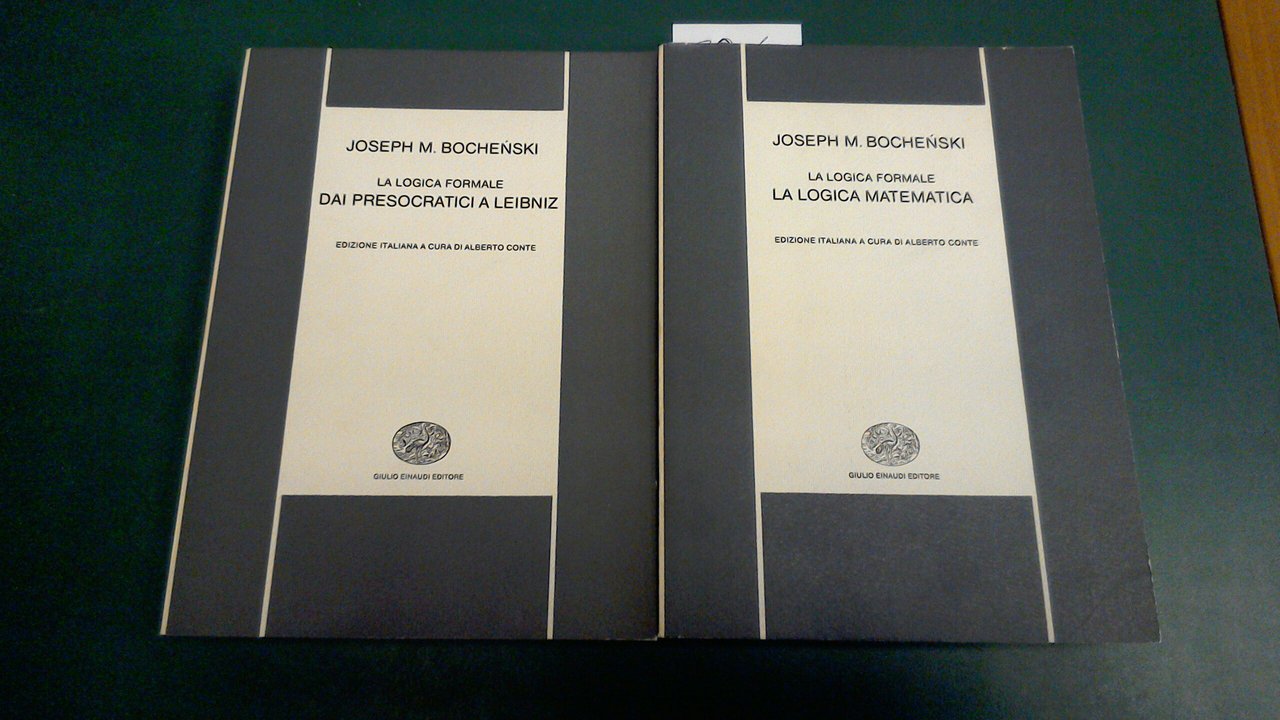 JOSEPH M. BOCHEŃSKI
LA LOGICA FORMALE
DAI PRESOCRATICI A LEIBNIZ
EDIZIONE ITALIANA A CURA DI ALBERTO CONTE
GIULIO EINAUDI EDITORE
JOSEPH M. BOCHEŃSKI
LA LOGICA FORMALE
LA LOGICA MATEMATICA
EDIZIONE ITALIANA A CURA DI ALBERTO CONTE
GIULIO EINAUDI EDITORE